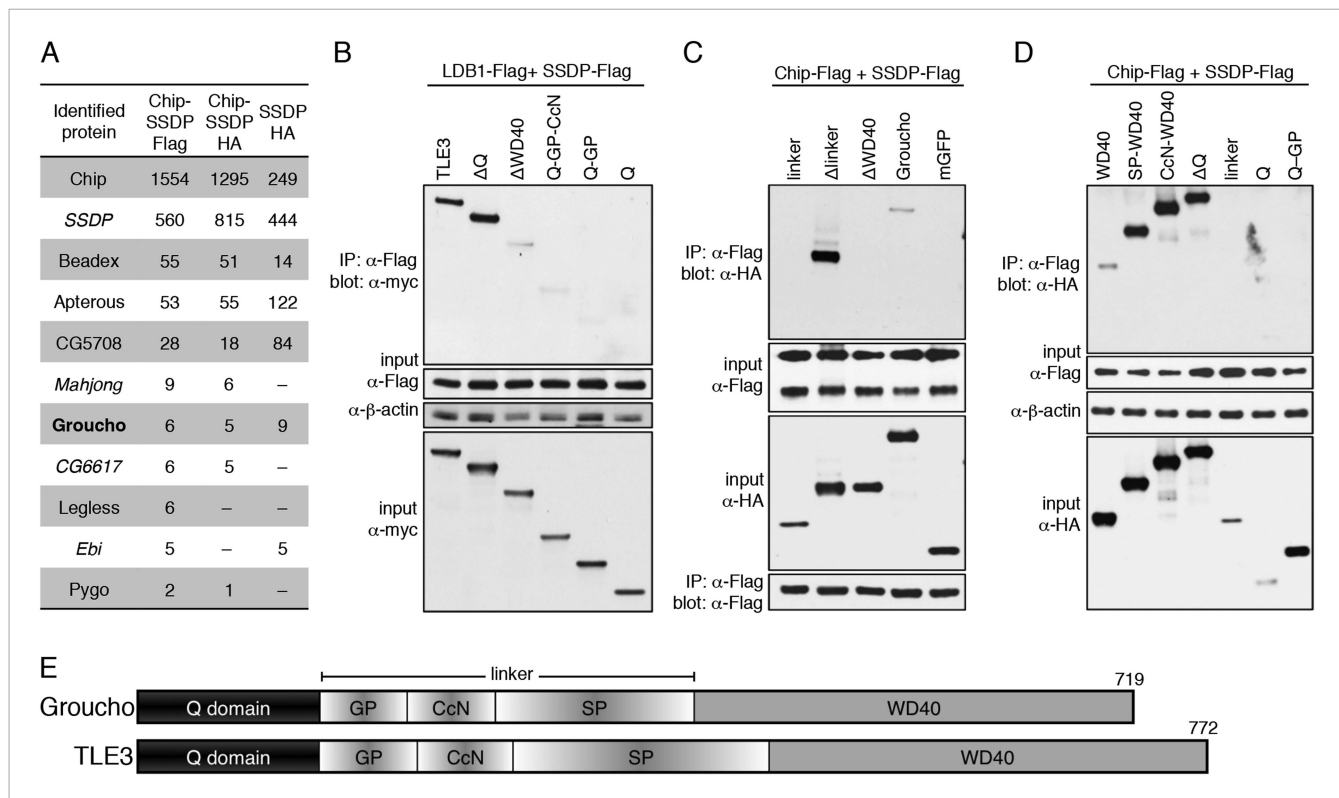 A
Identified protein Chip-SSDP Flag Chip-SSDP HA SSDP HA
Chip 1554 1295 249
SSDP 560 815 444
Beadex 55 51 14
Apterous 53 55 122
CG5708 28 18 84
Mahjong 9 6 –
Groucho 6 5 9
CG6617 6 5 –
Legless 6 – –
Ebi 5 – 5
Pygo 2 1 –
B
LDB1-Flag+ SSDP-Flag
TLE3 ΔQ ΔWD40 Q-GP-CcN Q-GP Q
IP: α-Flag
blot: α-myc
input
α-Flag
α-β-actin
input
α-myc
C
Chip-Flag + SSDP-Flag
linker Δlinker ΔWD40 Groucho mGFP
IP: α-Flag
blot: α-HA
input
α-Flag
input
α-HA
IP: α-Flag
blot: α-Flag
D
Chip-Flag + SSDP-Flag
WD40 SP-WD40 CcN-WD40 ΔQ linker Q Q–GP
IP: α-Flag
blot: α-HA
input
α-Flag
α-β-actin
input
α-HA
E
linker
719
Groucho Q domain GP CcN SP WD40
772
TLE3 Q domain GP CcN SP WD40